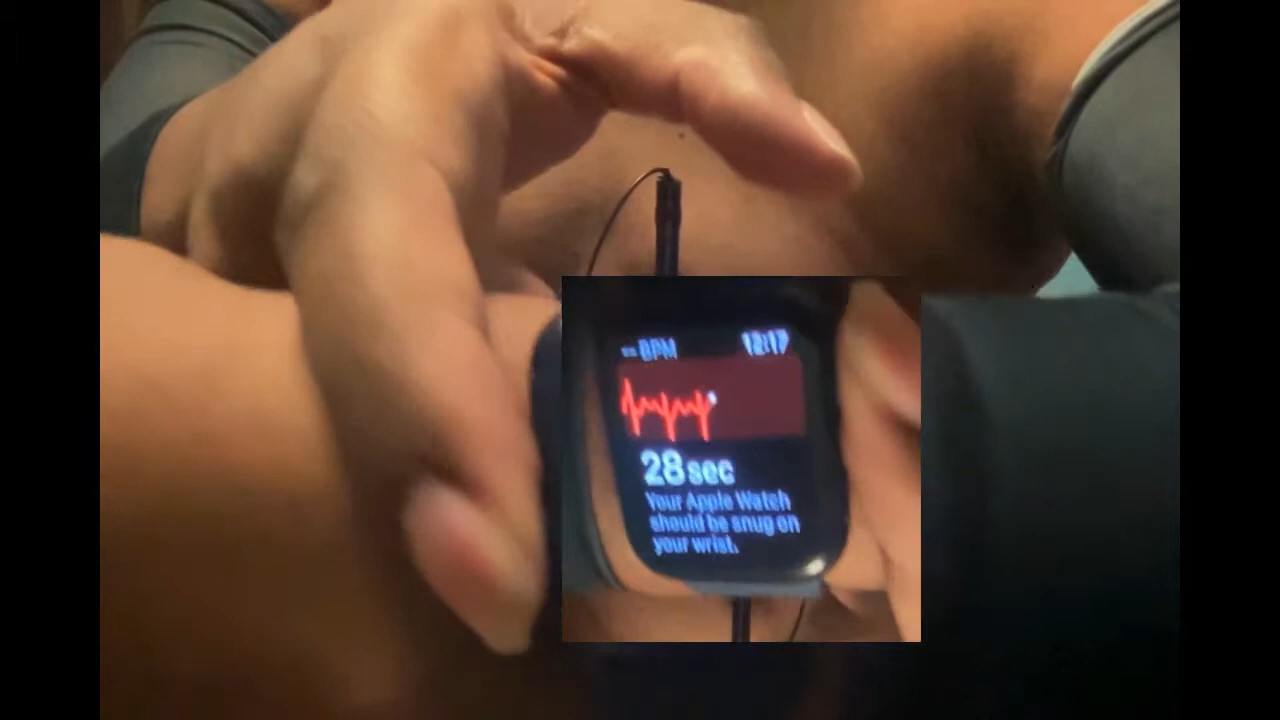 -- BPM 12:17
28 sec
Your Apple Watch
should be snug on
your wrist.